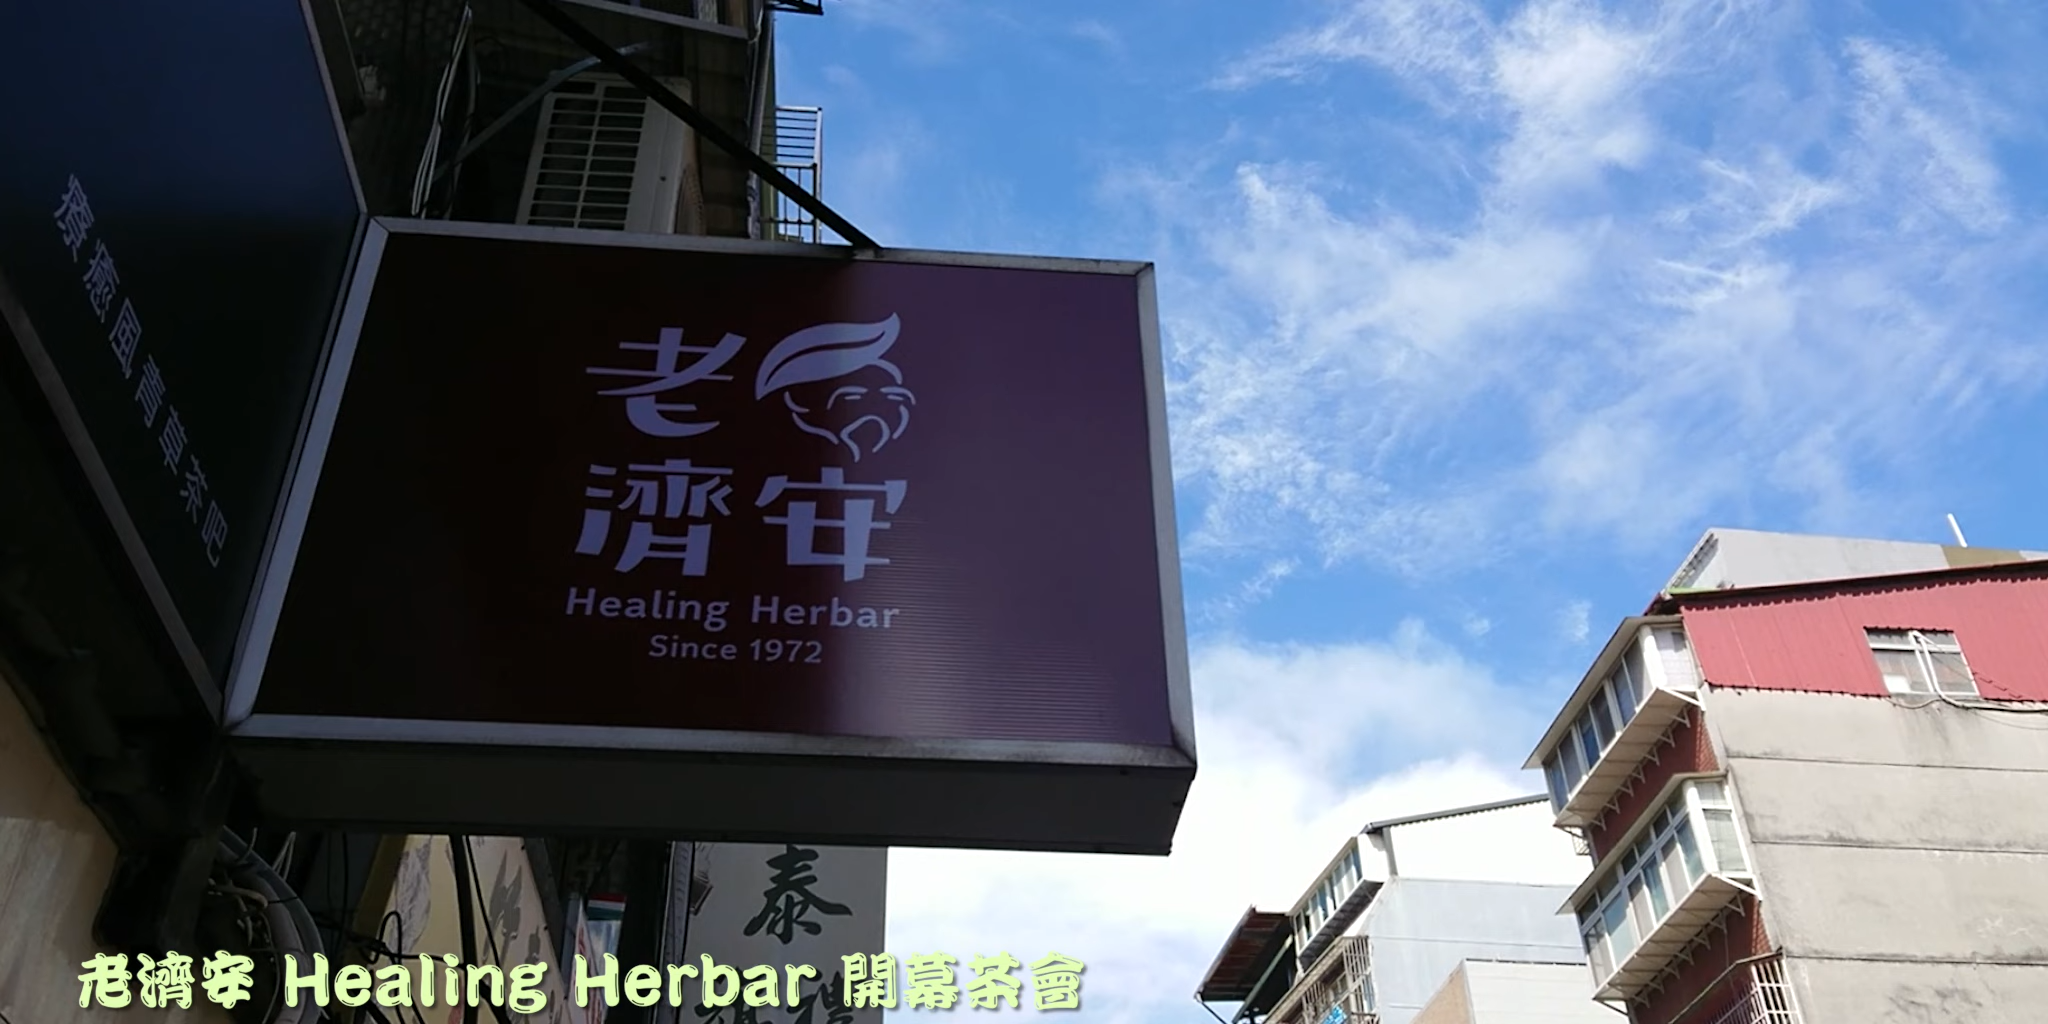 療癒風青草茶吧
老
濟安
Healing Herbar
Since 1972
泰
禮
老濟安 Healing Herbar 開幕茶會